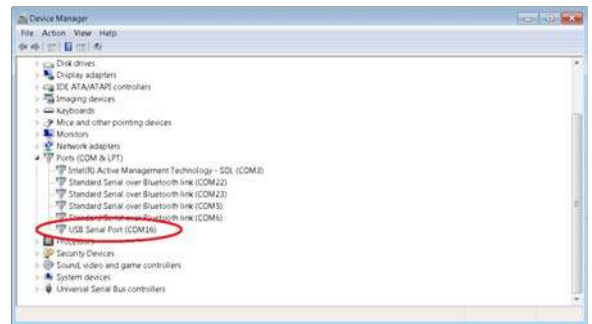 Device Manager
File Action View Help
Disk drives
Display adapters
IDE ATA/ATAPI controllers
Imaging devices
Keyboards
Mice and other pointing devices
Monitors
Network adapters
Ports (COM & LPT)
Intel(R) Active Management Technology - SOL (COM3)
Standard Serial over Bluetooth link (COM22)
Standard Serial over Bluetooth link (COM23)
Standard Serial over Bluetooth link (COM5)
Standard Serial over Bluetooth link (COM6)
USB Serial Port (COM16)
Processors
Security Devices
Sound, video and game controllers
System devices
Universal Serial Bus controllers